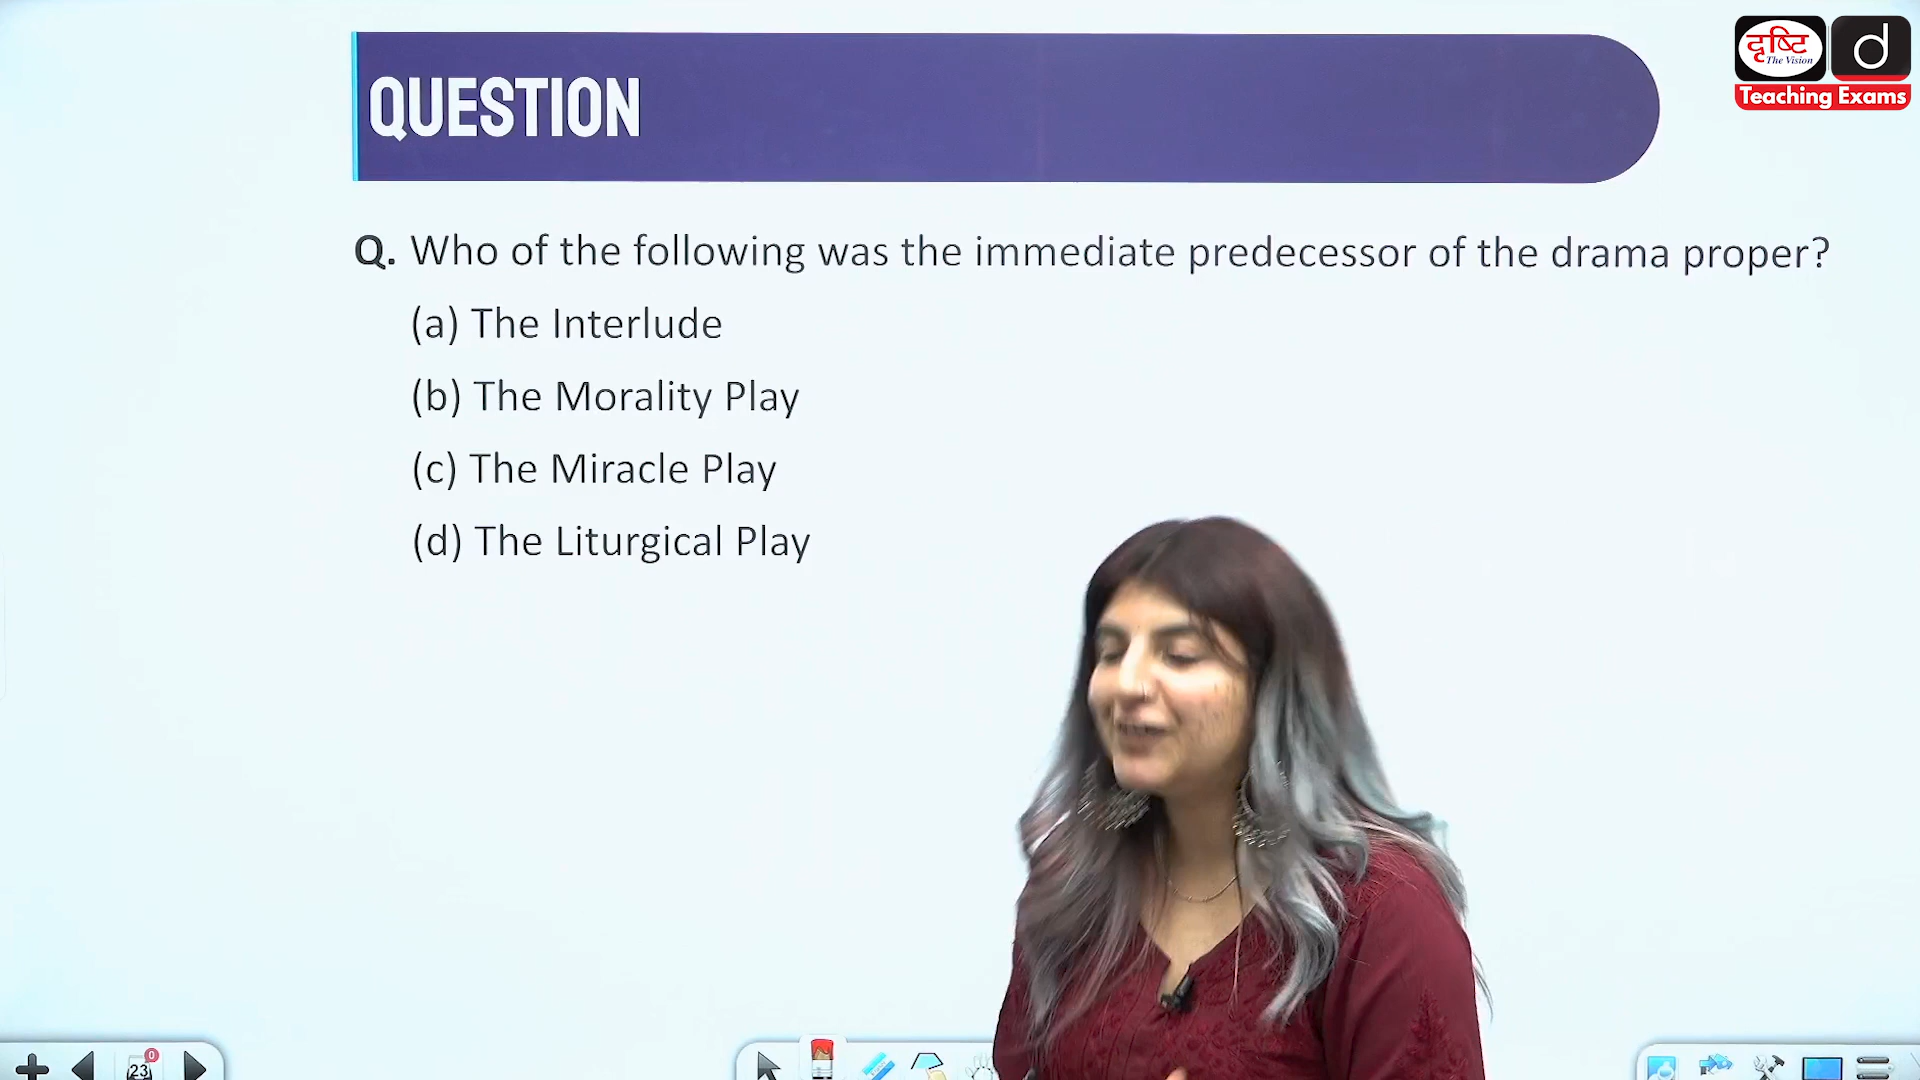 दृष्टि
The Vision
d
Teaching Exams
QUESTION
Q. Who of the following was the immediate predecessor of the drama proper?
(a) The Interlude
(b) The Morality Play
(c) The Miracle Play
(d) The Liturgical Play
0
23